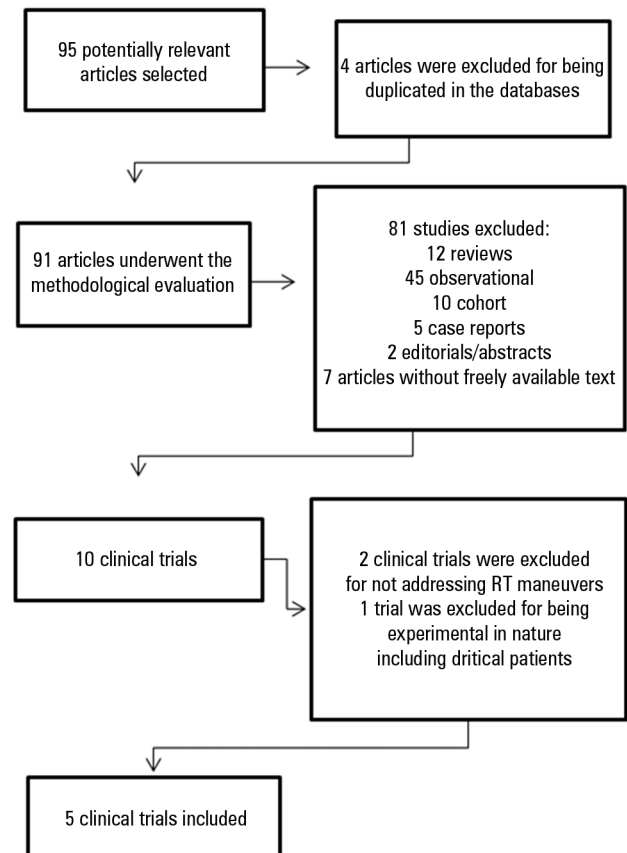 95 potentially relevant
articles selected
4 articles were excluded for being
duplicated in the databases
91 articles underwent the
methodological evaluation
81 studies excluded:
12 reviews
45 observational
10 cohort
5 case reports
2 editorials/abstracts
7 articles without freely available text
10 clinical trials
2 clinical trials were excluded
for not addressing RT maneuvers
1 trial was excluded for being
experimental in nature
including dritical patients
5 clinical trials included